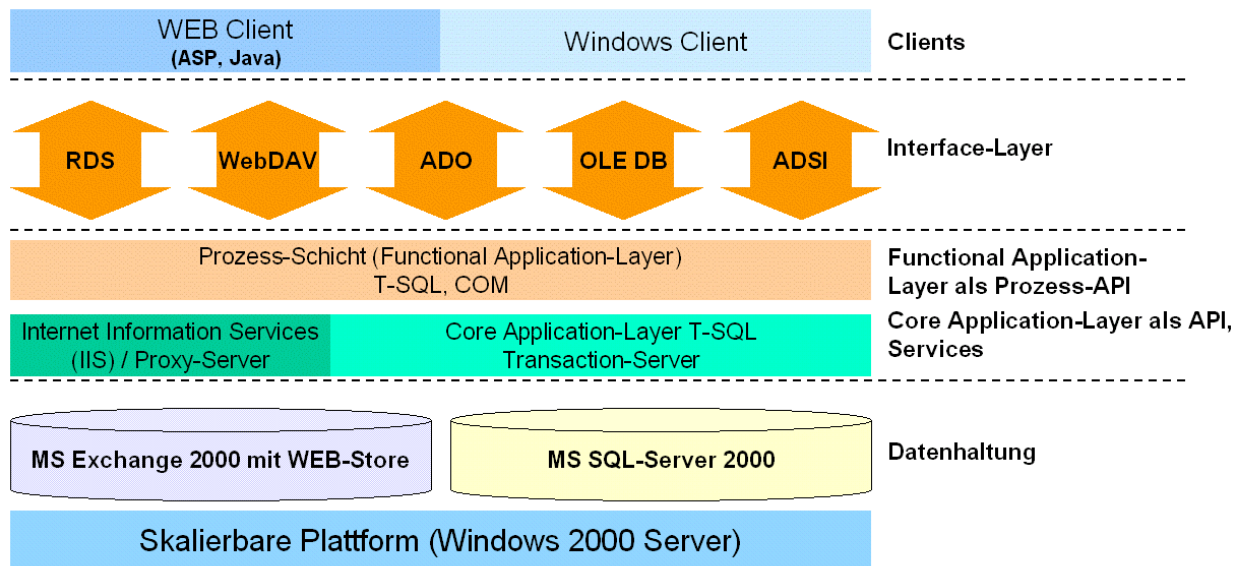 WEB Client
(ASP, Java)
Windows Client
Clients
RDS
WebDAV
ADO
OLE DB
ADSI
Interface-Layer
Prozess-Schicht (Functional Application-Layer)
T-SQL, COM
Functional Application-
Layer als Prozess-API
Internet Information Services
(IIS) / Proxy-Server
Core Application-Layer T-SQL
Transaction-Server
Core Application-Layer als API,
Services
MS Exchange 2000 mit WEB-Store
MS SQL-Server 2000
Datenhaltung
Skalierbare Plattform (Windows 2000 Server)